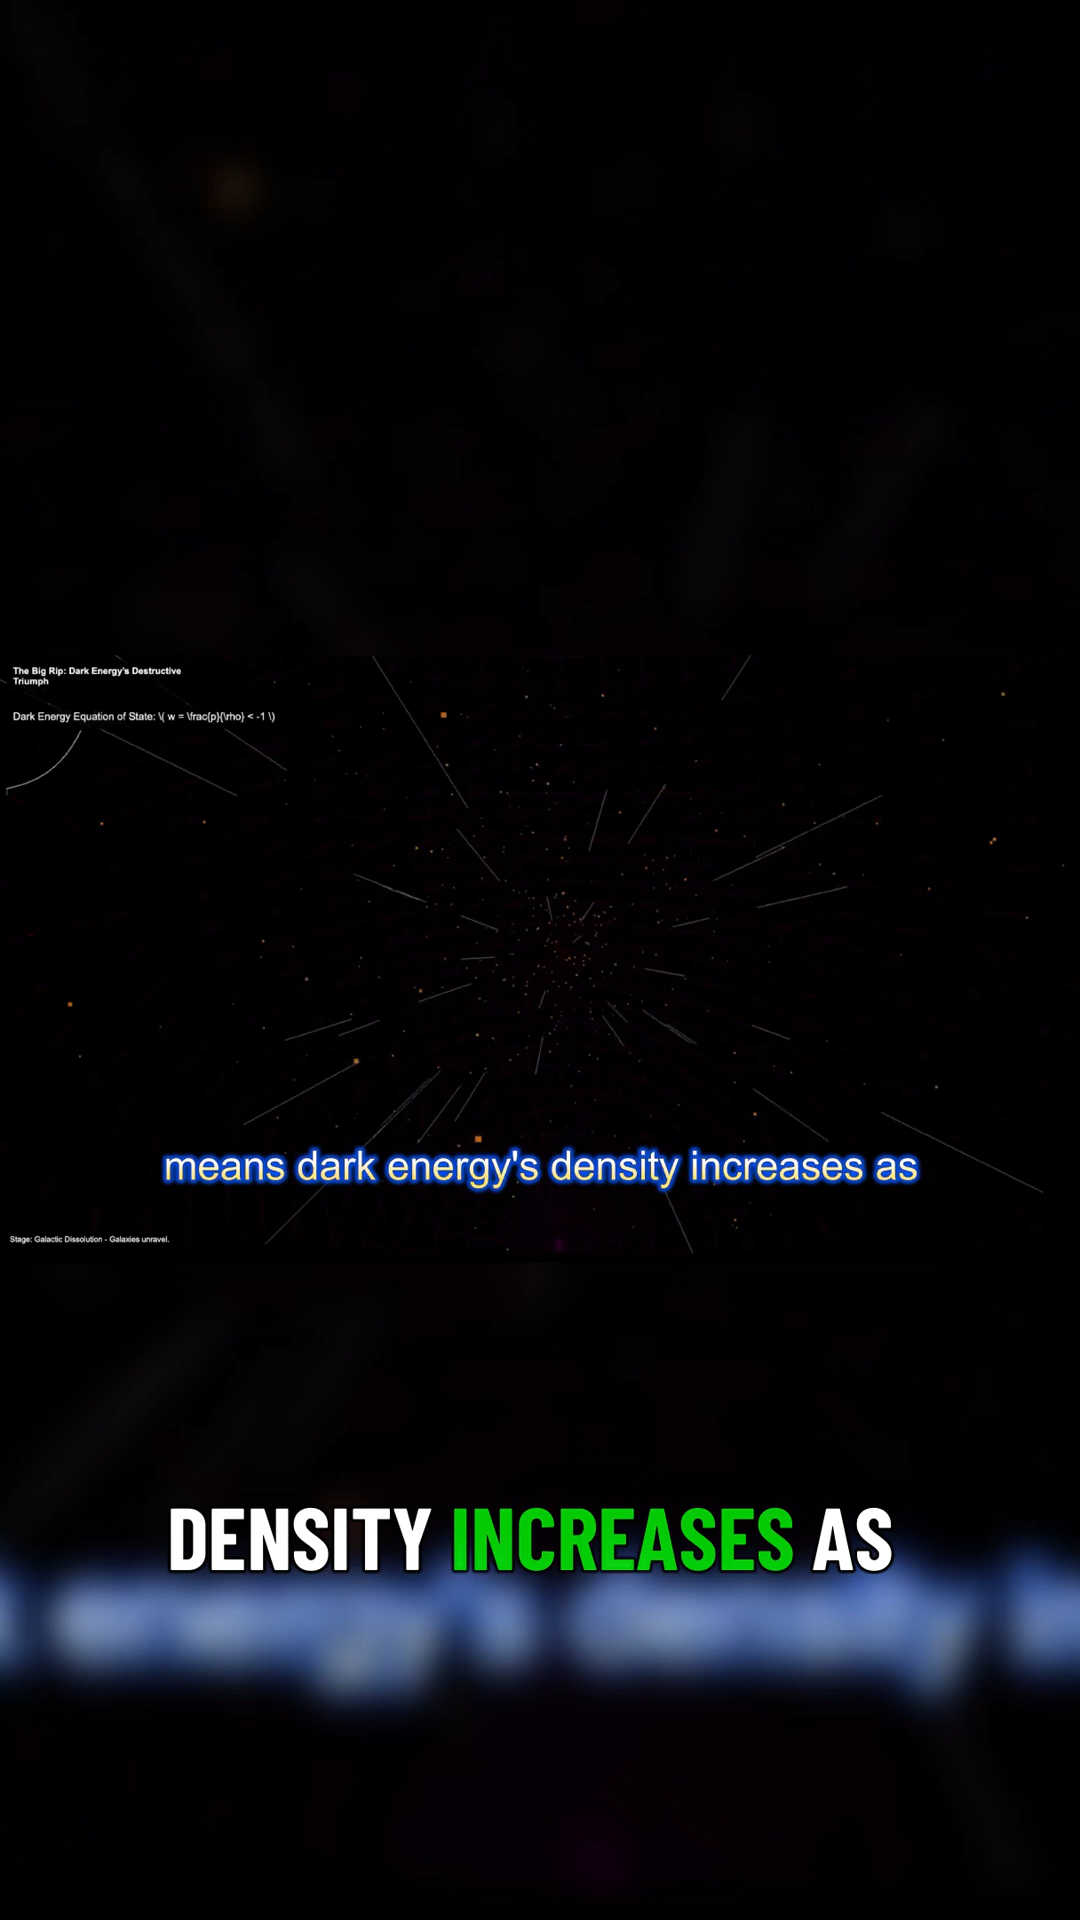 The Big Rip: Dark Energy's Destructive
Triumph
Dark Energy Equation of State: \( w = \frac{p}{\rho} < -1 \)
means dark energy's density increases as
Stage: Galactic Dissolution - Galaxies unravel.
DENSITY INCREASES AS